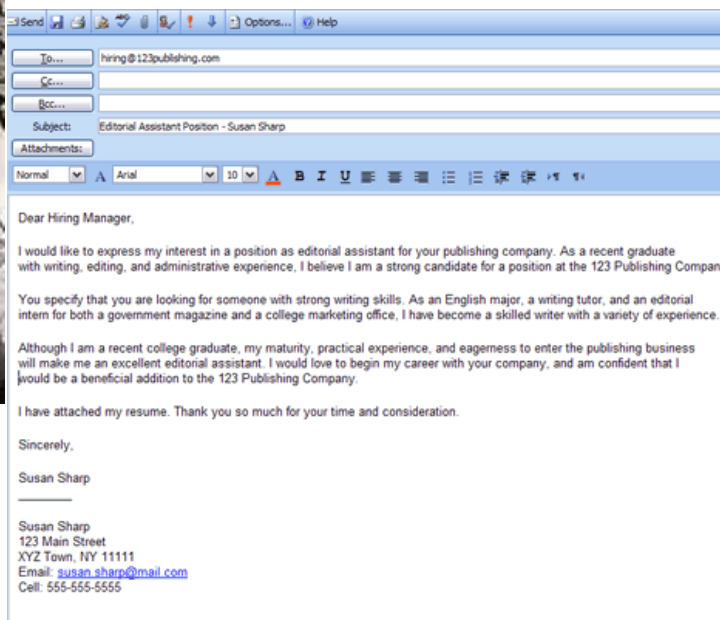 Send Options... Help
To... hiring@123publishing.com
Cc...
Bcc...
Subject: Editorial Assistant Position - Susan Sharp
Attachments:
Normal A Arial 10 A B I U
Dear Hiring Manager,
I would like to express my interest in a position as editorial assistant for your publishing company. As a recent graduate
with writing, editing, and administrative experience, I believe I am a strong candidate for a position at the 123 Publishing Compan
You specify that you are looking for someone with strong writing skills. As an English major, a writing tutor, and an editorial
intern for both a government magazine and a college marketing office, I have become a skilled writer with a variety of experience.
Although I am a recent college graduate, my maturity, practical experience, and eagerness to enter the publishing business
will make me an excellent editorial assistant. I would love to begin my career with your company, and am confident that I
would be a beneficial addition to the 123 Publishing Company.
I have attached my resume. Thank you so much for your time and consideration.
Sincerely,
Susan Sharp
Susan Sharp
123 Main Street
XYZ Town, NY 11111
Email: susan.sharp@mail.com
Cell: 555-555-5555